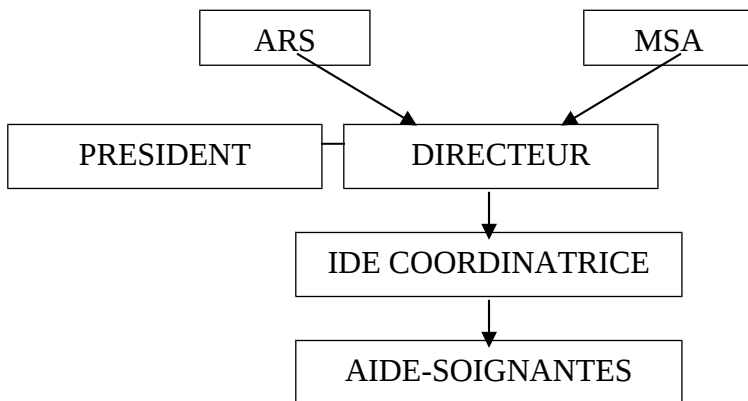 ARS
MSA
PRESIDENT
DIRECTEUR
IDE COORDINATRICE
AIDE-SOIGNANTES